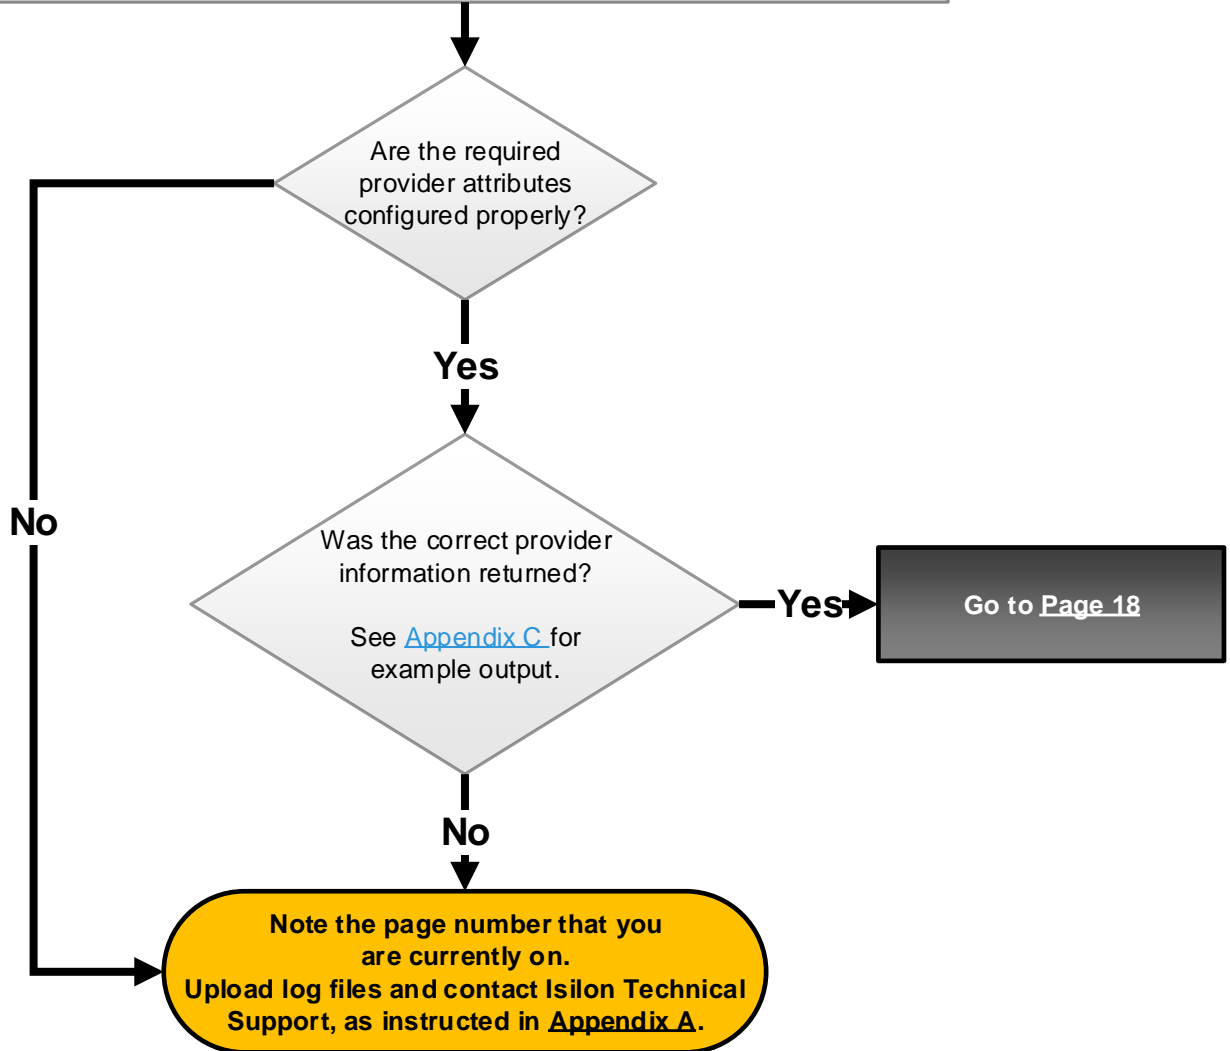 Are the required
provider attributes
configured properly?
Yes
No
Was the correct provider
information returned?
See Appendix C for
example output.
Yes
Go to Page 18
No
Note the page number that you
are currently on.
Upload log files and contact Isilon Technical
Support, as instructed in Appendix A.